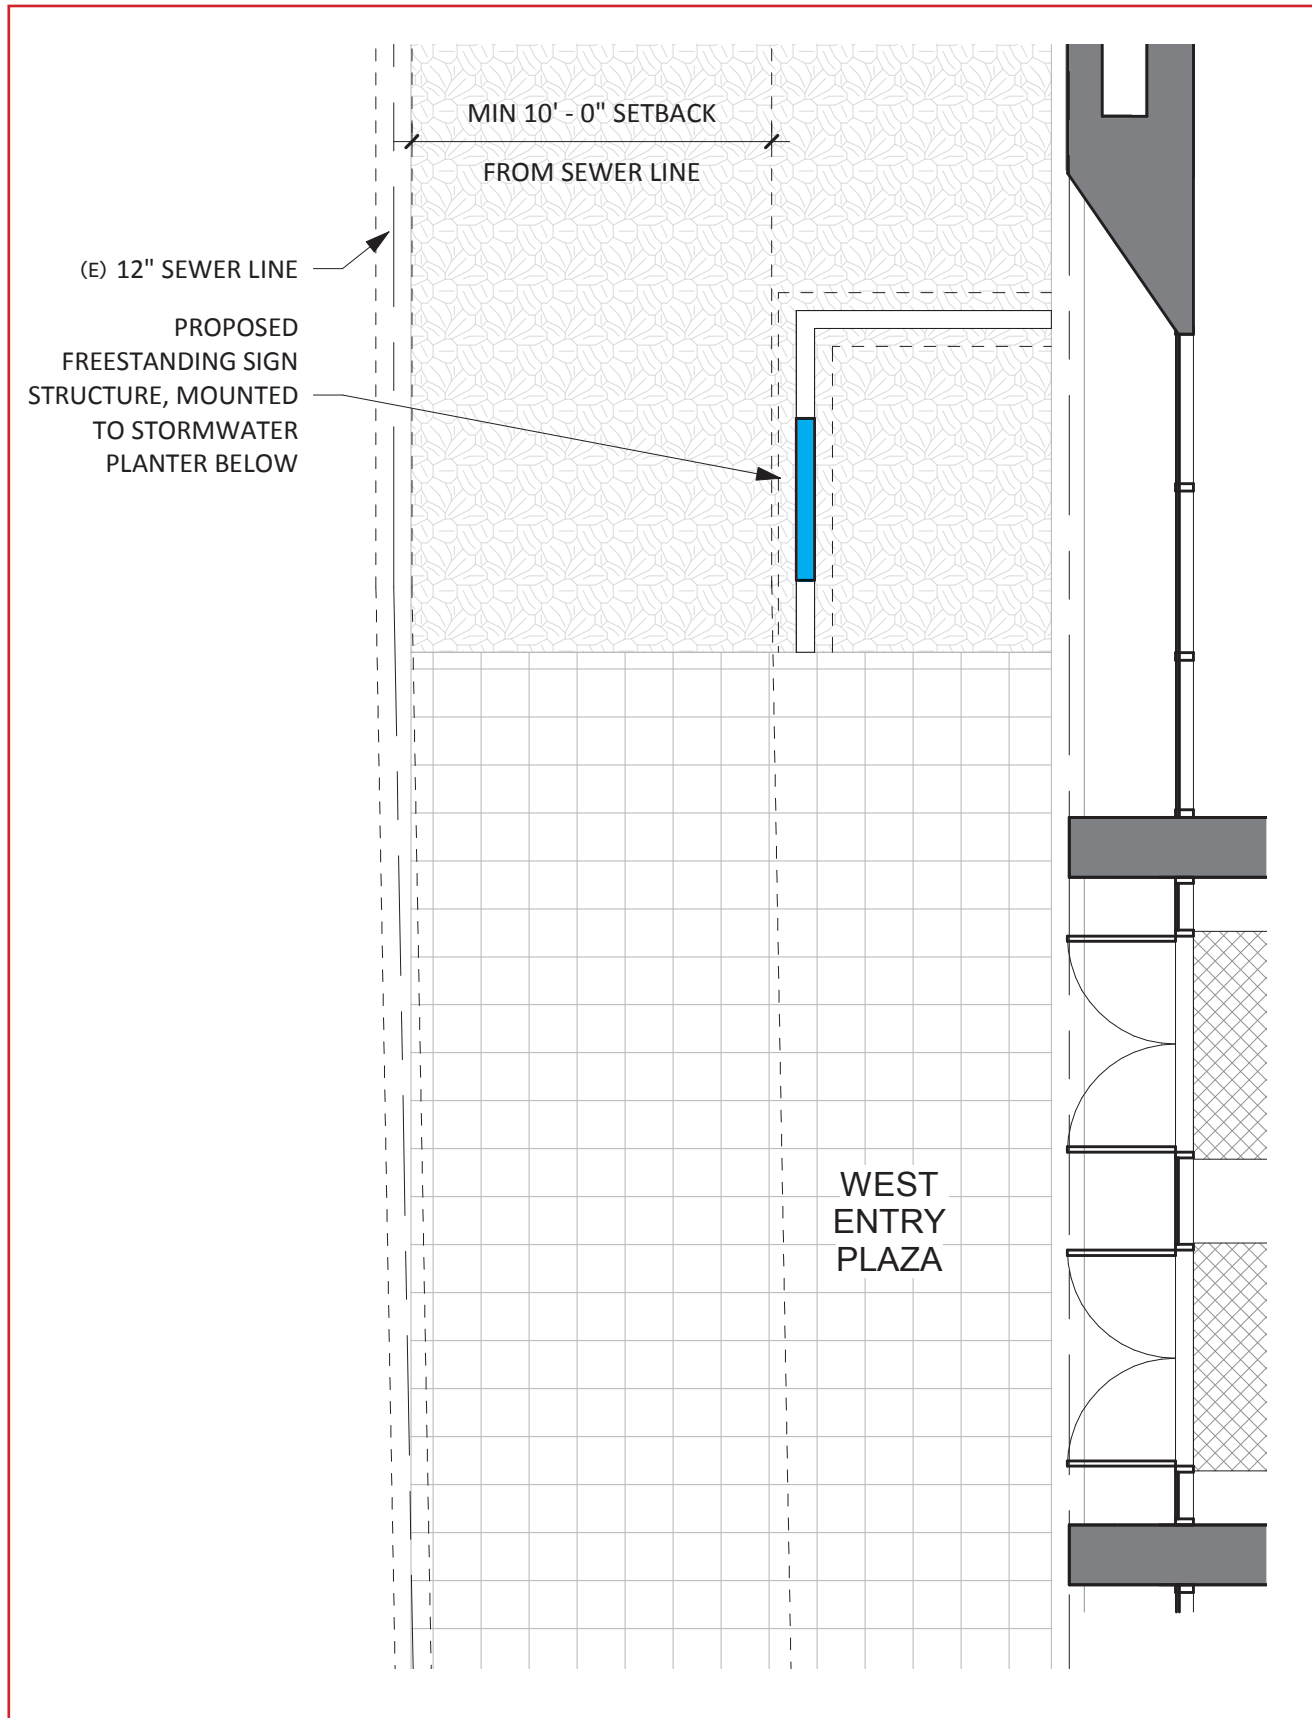 MIN 10' - 0" SETBACK
FROM SEWER LINE
(E) 12" SEWER LINE
PROPOSED
FREESTANDING SIGN
STRUCTURE, MOUNTED
TO STORMWATER
PLANTER BELOW
WEST
ENTRY
PLAZA